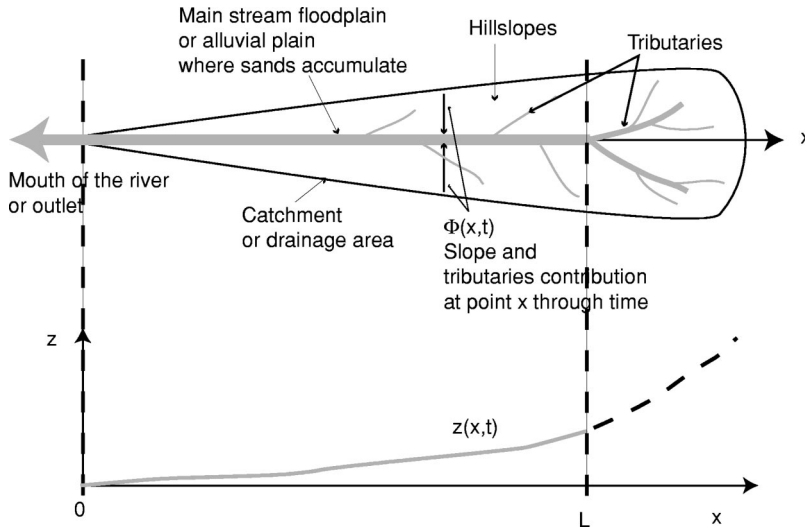 Main stream floodplain
or alluvial plain
where sands accumulate
Hillslopes
Tributaries
x
Mouth of the river
or outlet
Catchment
or drainage area
Φ(x,t)
Slope and
tributaries contribution
at point x through time
z
z(x,t)
0
L
x